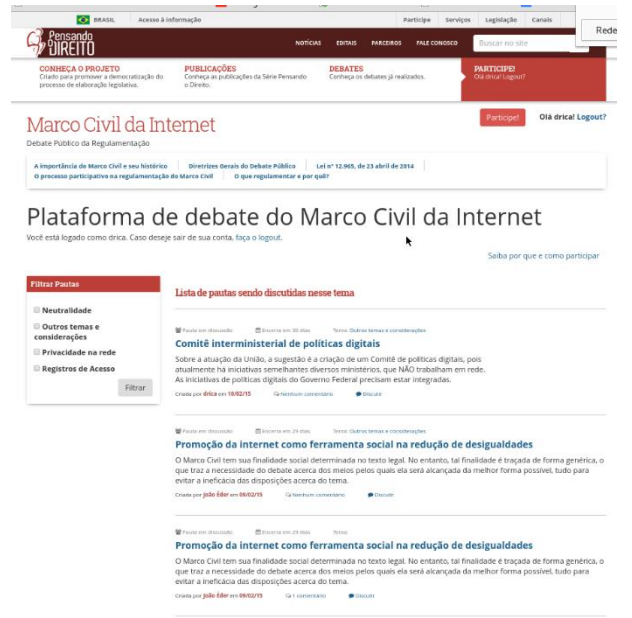 BRASIL Acesso à informação Participe Serviços Legislação Canais
Rede
Pensando
o DIREITO
NOTÍCIAS EDITAIS PARCEIROS FALE CONOSCO Buscar no site
CONHEÇA O PROJETO
Criado para promover a democratização do
processo de elaboração legislativa.
PUBLICAÇÕES
Conheça as publicações da Série Pensando
o Direito.
DEBATES
Conheça os debates já realizados.
PARTICIPE!
Olá drica! Logout?
Marco Civil da Internet
Participe! Olá drica! Logout?
Debate Público da Regulamentação
A importância do Marco Civil e seu histórico Diretrizes Gerais do Debate Público Lei nº 12.965, de 23 abril de 2014
O processo participativo na regulamentação do Marco Civil O que regulamentar e por quê?
Plataforma de debate do Marco Civil da Internet
Você está logado como drica. Caso deseje sair de sua conta, faça o logout.
Saiba por que e como participar
Filtrar Pautas
Neutralidade
Outros temas e
considerações
Privacidade na rede
Registros de Acesso
Filtrar
Lista de pautas sendo discutidas nesse tema
Pauta em discussão Encerra em 30 dias Tema: Outros temas e considerações
Comitê interministerial de políticas digitais
Sobre a atuação da União, a sugestão é a criação de um Comitê de políticas digitais, pois
atualmente há iniciativas semelhantes diversos ministérios, que NÃO trabalham em rede.
As iniciativas de políticas digitais do Governo Federal precisam estar integradas.
Criada por drica em 10/02/15 Nenhum comentário Discutir
Pauta em discussão Encerra em 29 dias Tema: Outros temas e considerações
Promoção da internet como ferramenta social na redução de desigualdades
O Marco Civil tem sua finalidade social determinada no texto legal. No entanto, tal finalidade é traçada de forma genérica, o
que traz a necessidade do debate acerca dos meios pelos quais ela será alcançada da melhor forma possível, tudo para
evitar a ineficácia das disposições acerca do tema.
Criada por João Éder em 09/02/15 Nenhum comentário Discutir
Pauta em discussão Encerra em 29 dias Tema:
Promoção da internet como ferramenta social na redução de desigualdades
O Marco Civil tem sua finalidade social determinada no texto legal. No entanto, tal finalidade é traçada de forma genérica, o
que traz a necessidade do debate acerca dos meios pelos quais ela será alcançada da melhor forma possível, tudo para
evitar a ineficácia das disposições acerca do tema.
Criada por João Éder em 09/02/15 1 comentário Discutir